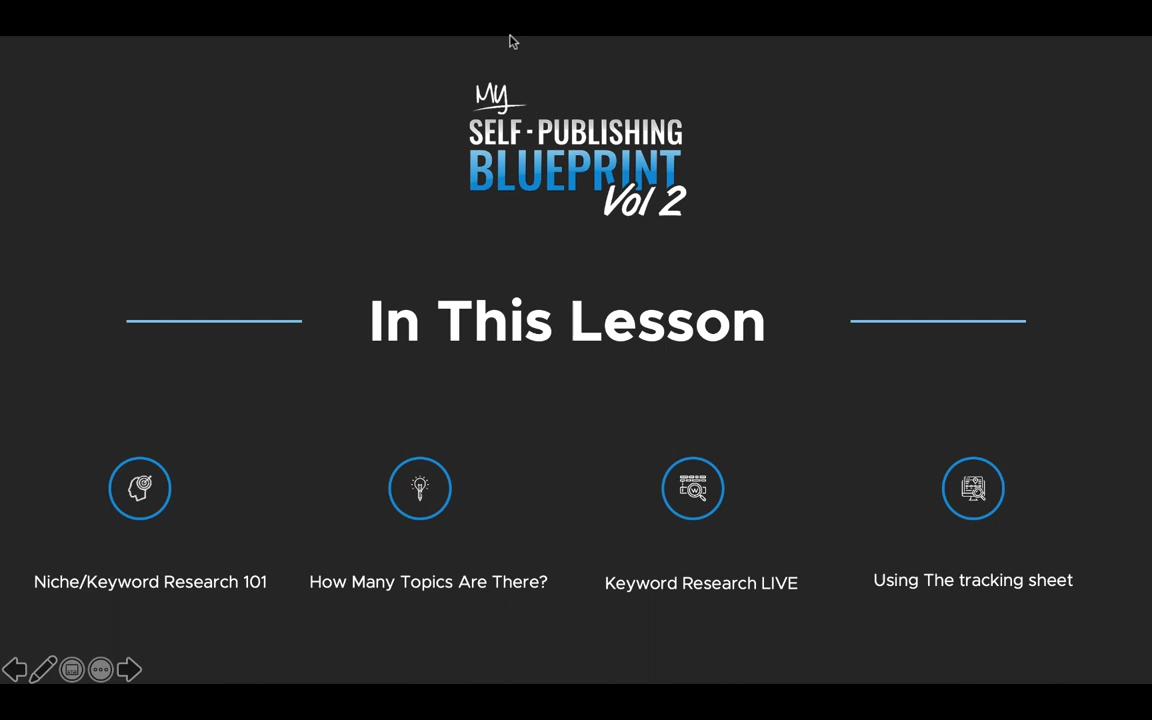 My
SELF-PUBLISHING
BLUEPRINT
Vol 2
In This Lesson
Niche/Keyword Research 101
How Many Topics Are There?
Keyword Research LIVE
Using The tracking sheet